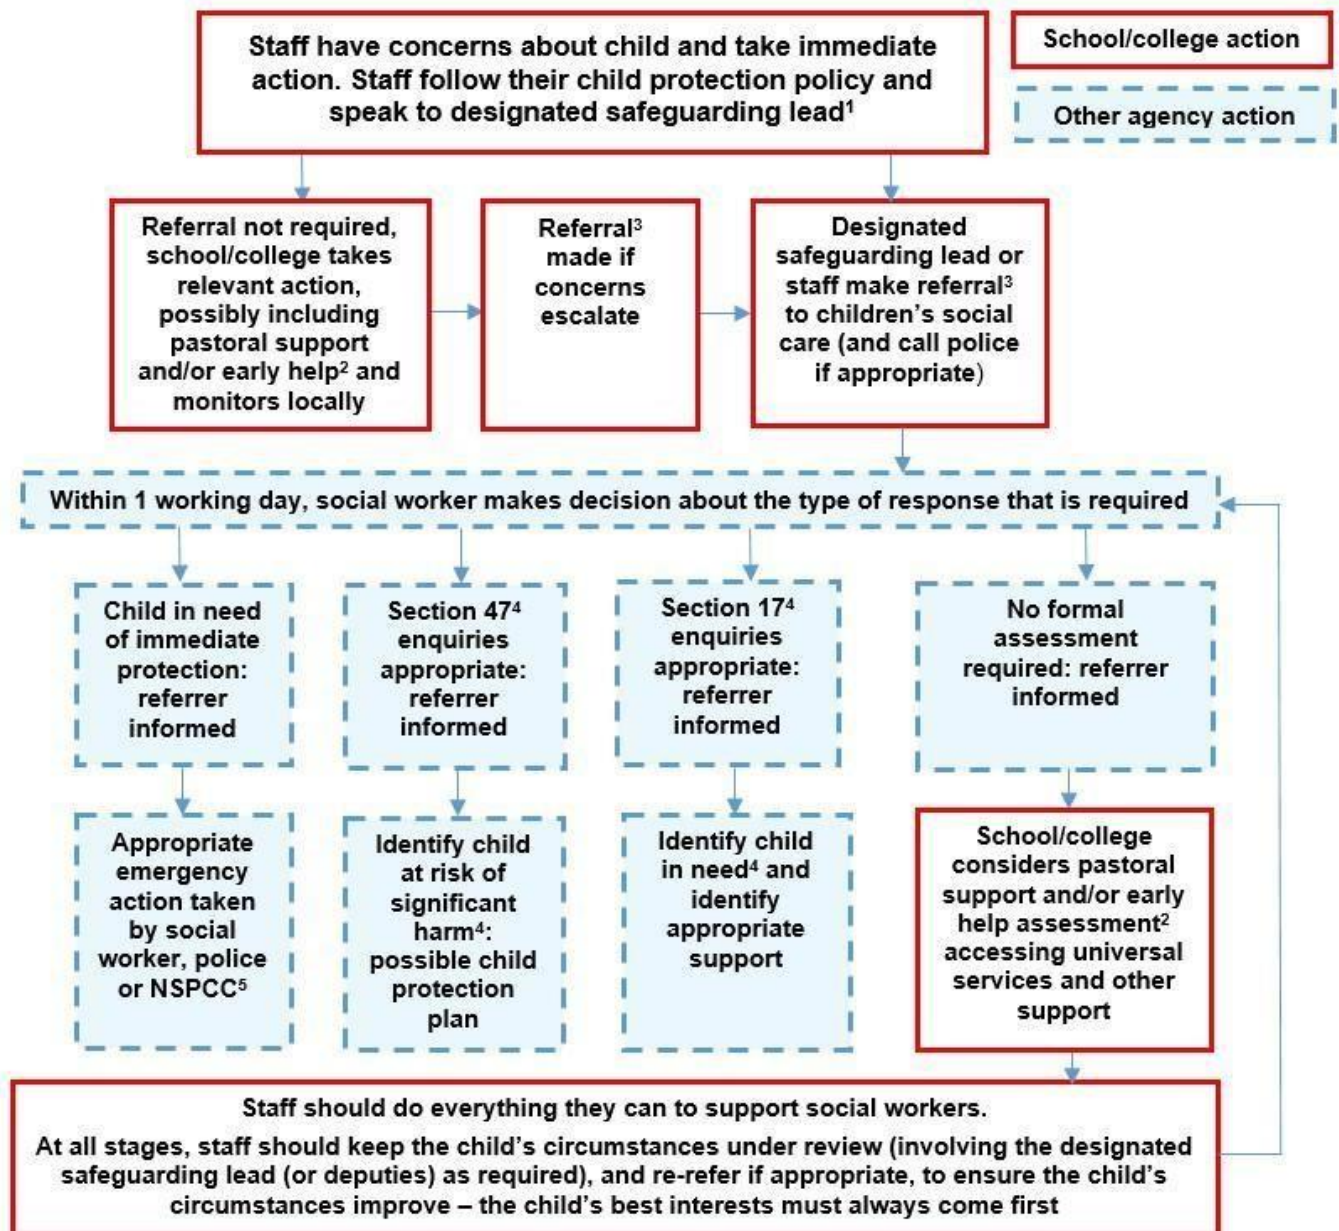 Staff have concerns about child and take immediate
action. Staff follow their child protection policy and
speak to designated safeguarding lead¹
School/college action
Other agency action
Referral not required,
school/college takes
relevant action,
possibly including
pastoral support
and/or early help² and
monitors locally
Referral³
made if
concerns
escalate
Designated
safeguarding lead or
staff make referral³
to children’s social
care (and call police
if appropriate)
Within 1 working day, social worker makes decision about the type of response that is required
Child in need
of immediate
protection:
referrer
informed
Section 47⁴
enquiries
appropriate:
referrer
informed
Section 17⁴
enquiries
appropriate:
referrer
informed
No formal
assessment
required: referrer
informed
Appropriate
emergency
action taken
by social
worker, police
or NSPCC⁵
Identify child
at risk of
significant
harm⁴:
possible child
protection
plan
Identify child
in need⁴ and
identify
appropriate
support
School/college
considers pastoral
support and/or early
help assessment²
accessing universal
services and other
support
Staff should do everything they can to support social workers.
At all stages, staff should keep the child’s circumstances under review (involving the designated
safeguarding lead (or deputies) as required), and re-refer if appropriate, to ensure the child’s
circumstances improve – the child’s best interests must always come first